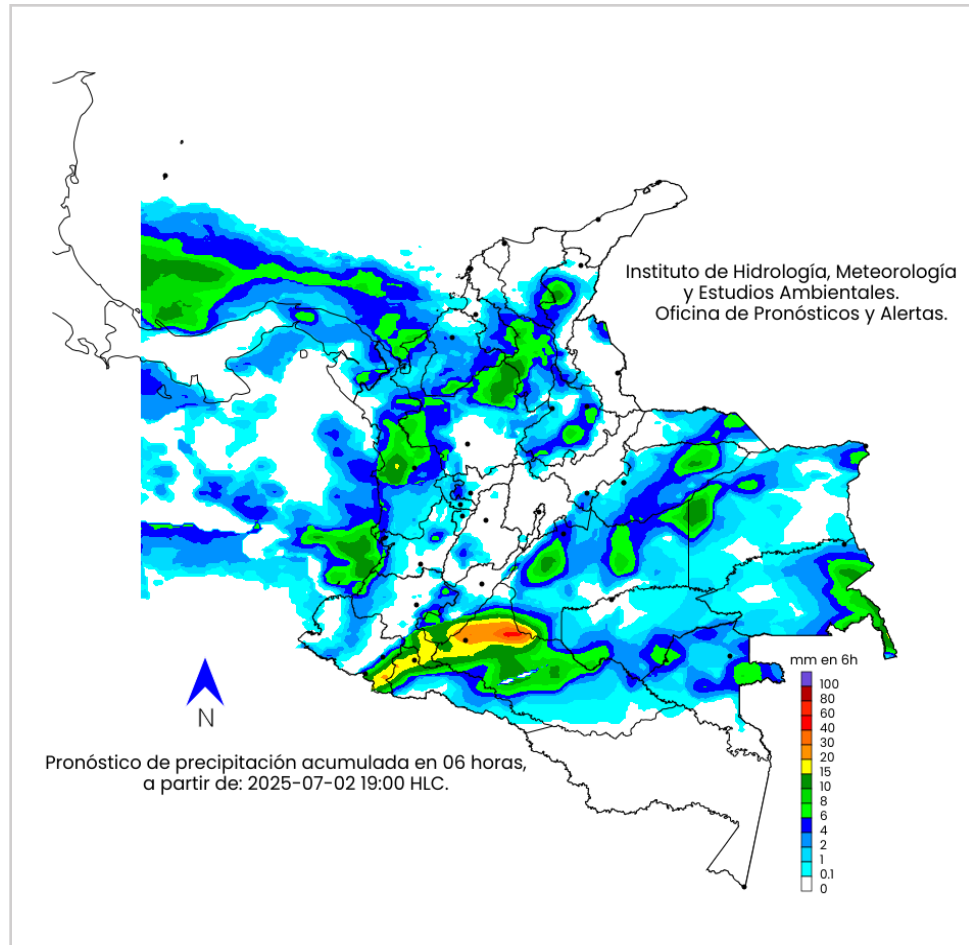 Instituto de Hidrología, Meteorología
y Estudios Ambientales.
Oficina de Pronósticos y Alertas.
mm en 6h
100
80
60
40
30
20
15
10
8
6
4
2
1
0.1
0
N
Pronóstico de precipitación acumulada en 06 horas,
a partir de: 2025-07-02 19:00 HLC.